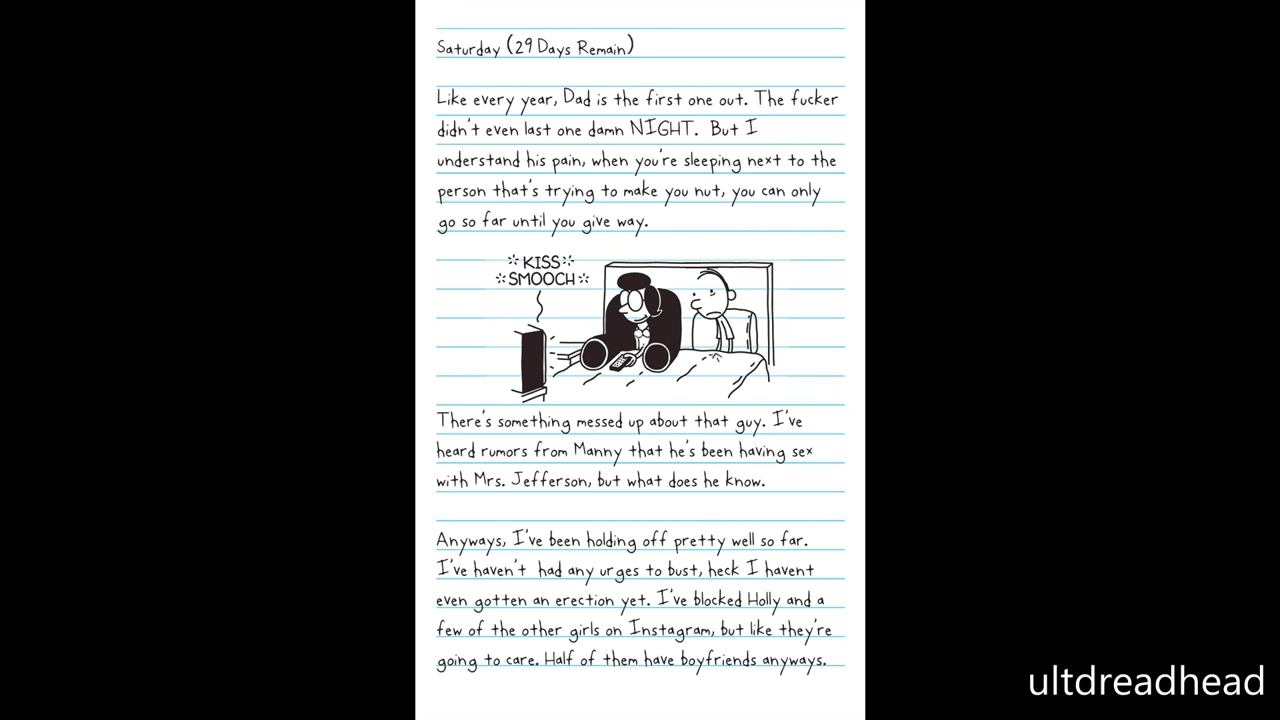 Saturday (29 Days Remain)
Like every year, Dad is the first one out. The fucker
didn't even last one damn NIGHT. But I
understand his pain, when you're sleeping next to the
person that's trying to make you nut, you can only
go so far until you give way.
KISS
SMOOCH
There's something messed up about that guy. I've
heard rumors from Manny that he's been having sex
with Mrs. Jefferson, but what does he know.
Anyways, I've been holding off pretty well so far.
I've haven't had any urges to bust, heck I havent
even gotten an erection yet. I've blocked Holly and a
few of the other girls on Instagram, but like they're
going to care. Half of them have boyfriends anyways.
ultdreadhead